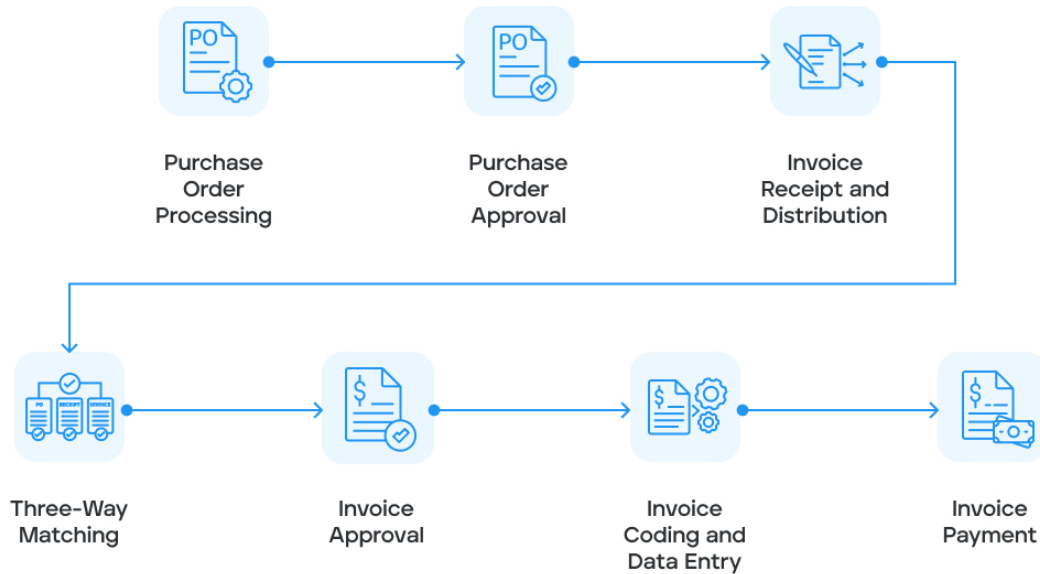 PO
PO
Purchase
Order
Processing
Purchase
Order
Approval
Invoice
Receipt and
Distribution
PO
RECEIPT
INVOICE
$
$
$
Three-Way
Matching
Invoice
Approval
Invoice
Coding and
Data Entry
Invoice
Payment